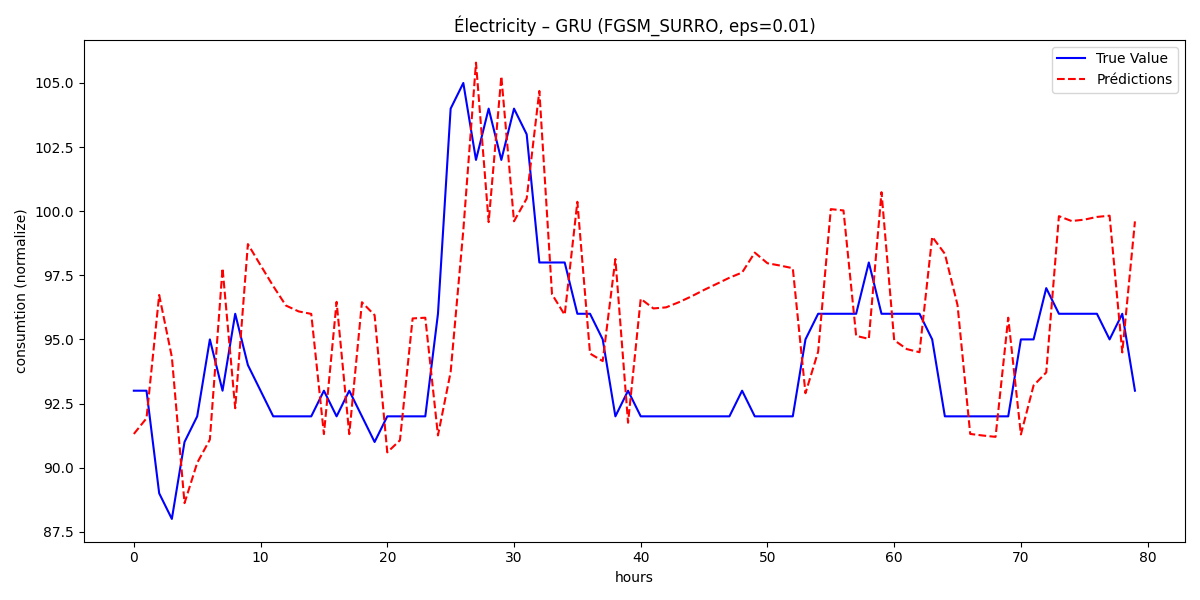 Électricity – GRU (FGSM_SURRO, eps=0.01)
True Value
Prédictions
consumtion (normalize)
105.0
102.5
100.0
97.5
95.0
92.5
90.0
87.5
0 10 20 30 40 50 60 70 80
hours